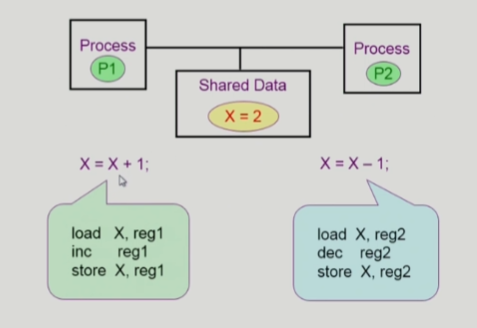 Process
P1
Process
P2
Shared Data
X = 2
X = X + 1;
X = X – 1;
load X, reg1
inc reg1
store X, reg1
load X, reg2
dec reg2
store X, reg2